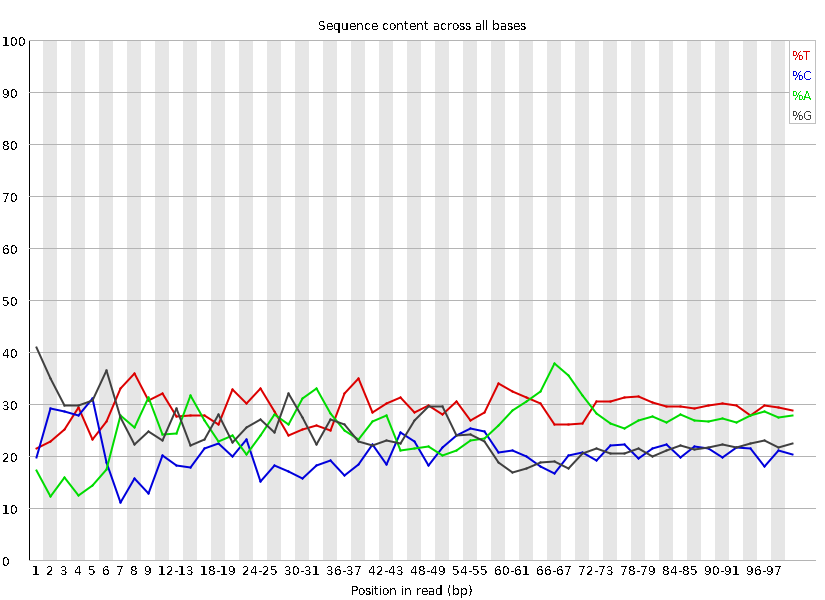 Sequence content across all bases
100
90
80
70
60
50
40
30
20
10
0
%T
%C
%A
%G
1 2 3 4 5 6 7 8 9 12-13 18-19 24-25 30-31 36-37 42-43 48-49 54-55 60-61 66-67 72-73 78-79 84-85 90-91 96-97
Position in read (bp)